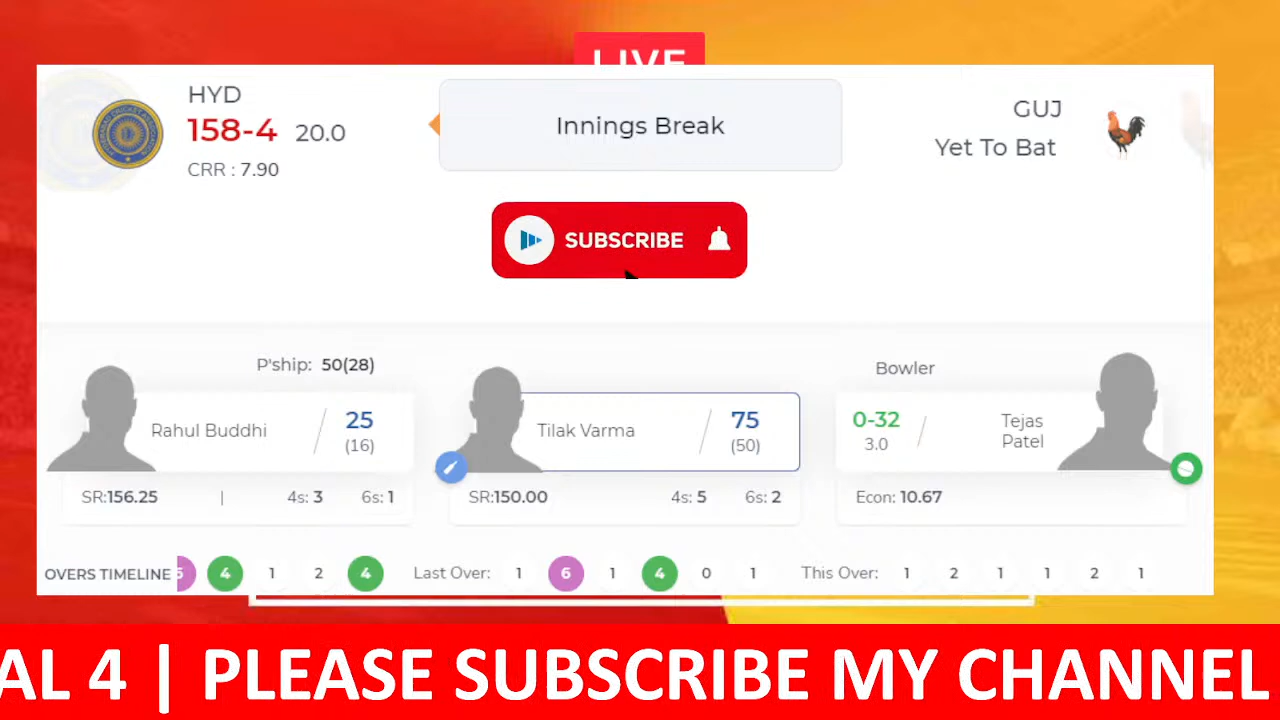 LIVE
HYD
158-4 20.0
CRR : 7.90
Innings Break
GUJ
Yet To Bat
SUBSCRIBE
P'ship: 50(28)
Rahul Buddhi
25
(16)
SR:156.25 | 4s: 3 6s: 1
Tilak Varma
75
(50)
SR:150.00 4s: 5 6s: 2
Bowler
0-32
3.0
Tejas
Patel
Econ: 10.67
OVERS TIMELINE 4 1 2 4 Last Over: 1 6 1 4 0 1 This Over: 1 2 1 1 2 1
AL 4 | PLEASE SUBSCRIBE MY CHANNEL